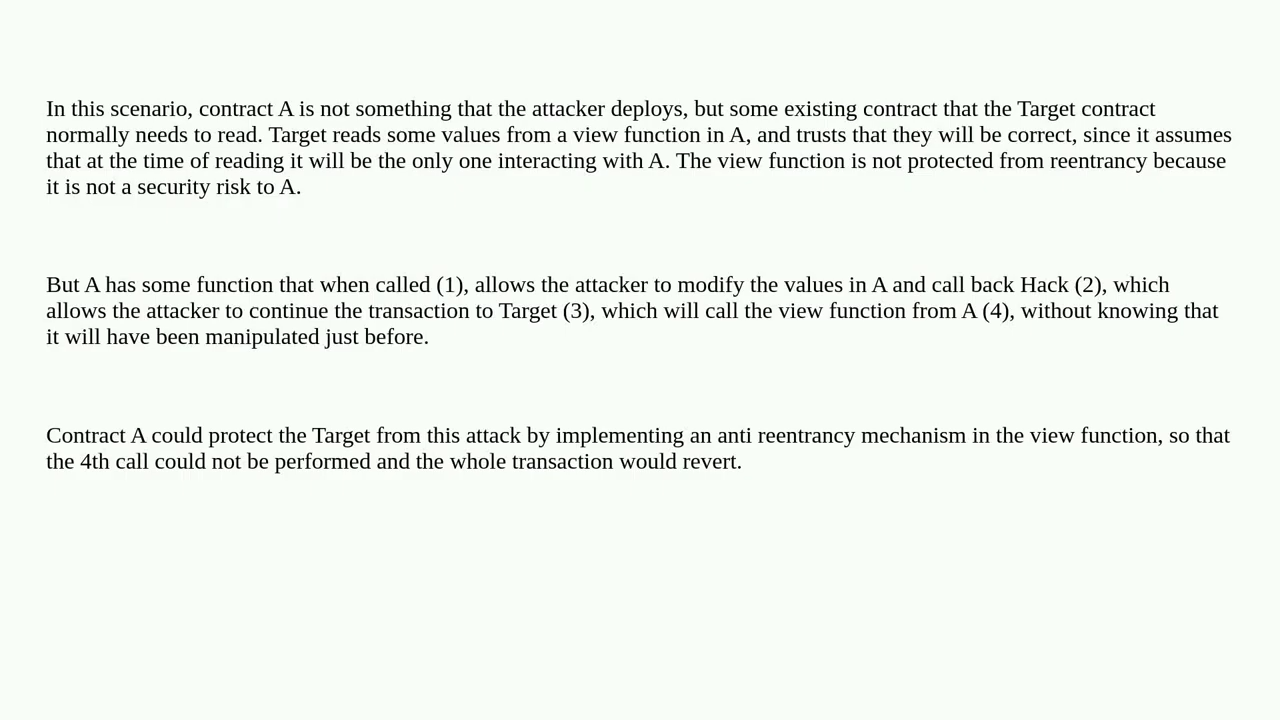 In this scenario, contract A is not something that the attacker deploys, but some existing contract that the Target contract
normally needs to read. Target reads some values from a view function in A, and trusts that they will be correct, since it assumes
that at the time of reading it will be the only one interacting with A. The view function is not protected from reentrancy because
it is not a security risk to A.
But A has some function that when called (1), allows the attacker to modify the values in A and call back Hack (2), which
allows the attacker to continue the transaction to Target (3), which will call the view function from A (4), without knowing that
it will have been manipulated just before.
Contract A could protect the Target from this attack by implementing an anti reentrancy mechanism in the view function, so that
the 4th call could not be performed and the whole transaction would revert.